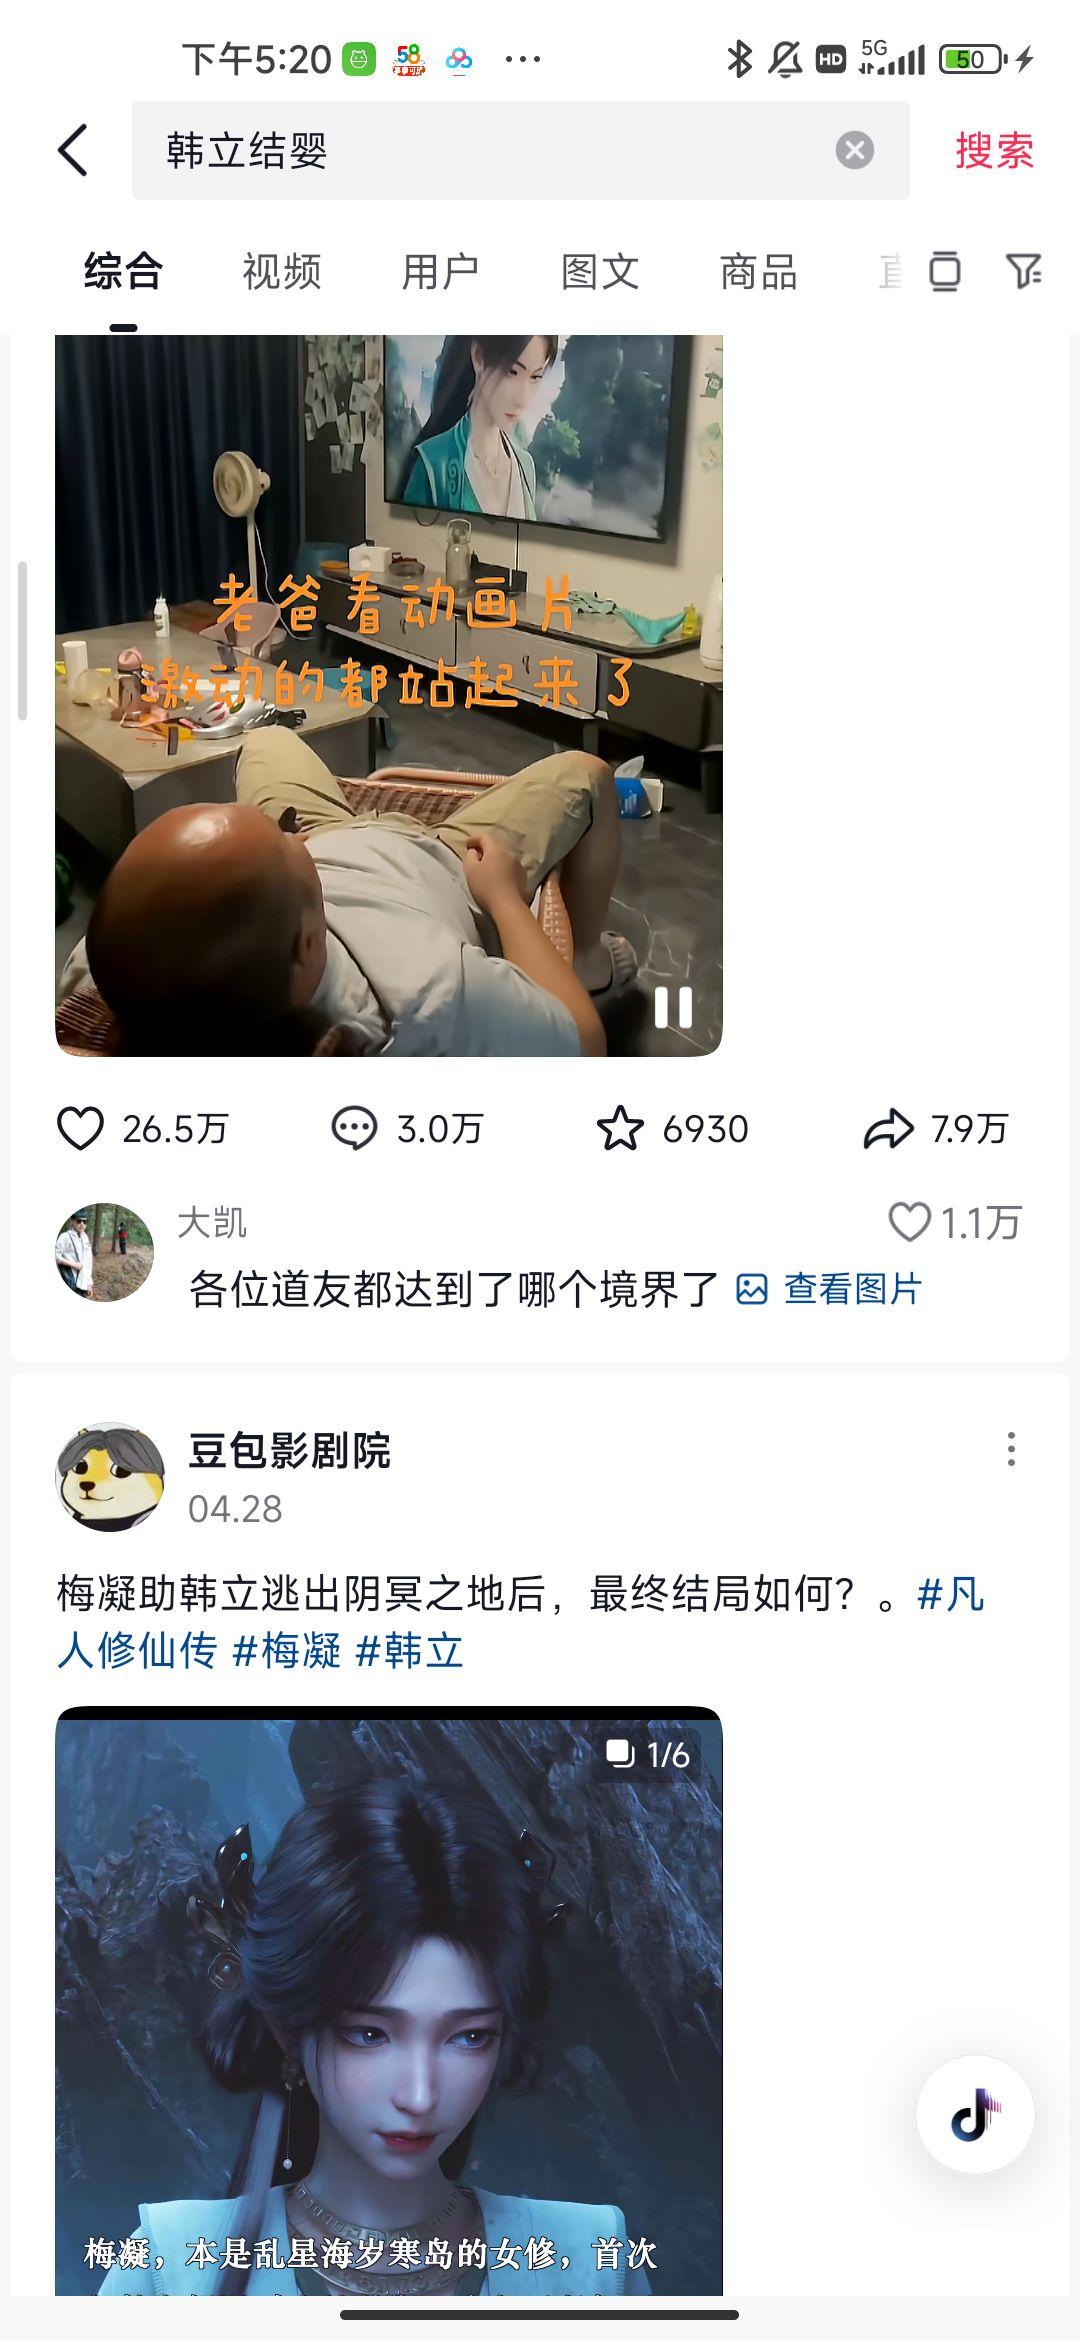 下午5:20
58
...
HD
5G
50
韩立结婴
搜索
综合
视频
用户
图文
商品
老爸看动画片
激动的都站起来了
26.5万
3.0万
6930
7.9万
大凯
1.1万
各位道友都达到了哪个境界了 查看图片
豆包影剧院
04.28
梅凝助韩立逃出阴冥之地后，最终结局如何？。#凡
人修仙传 #梅凝 #韩立
1/6
梅凝，本是乱星海岁寒岛的女修，首次